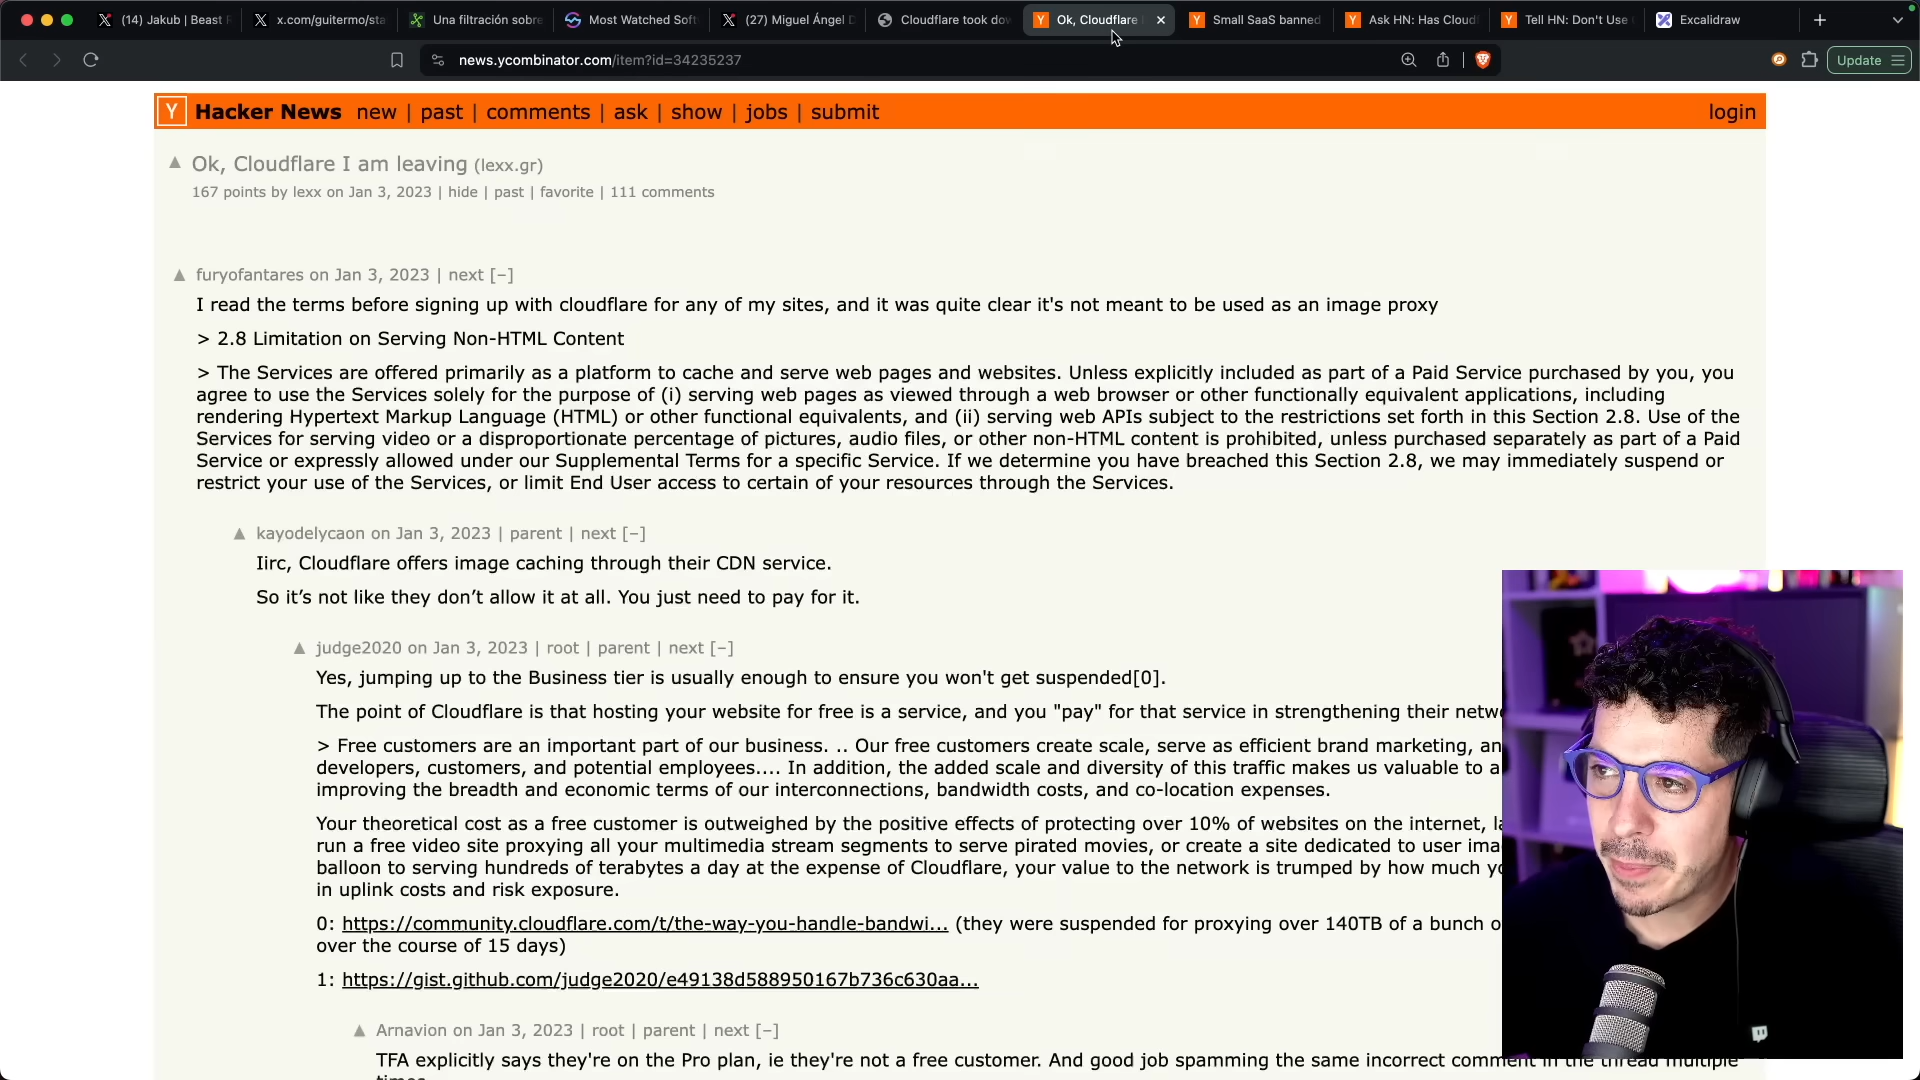 (14) Jakub | Beast
x.com/guitermo/sta
Una filtración sobre
Most Watched Soft
(27) Miguel Ángel D
Cloudflare took dow
Ok, Cloudflare
Small SaaS banned
Ask HN: Has Cloudf
Tell HN: Don't Use
Excalidraw
news.ycombinator.com/item?id=34235237
Update
Y Hacker News new | past | comments | ask | show | jobs | submit login
Ok, Cloudflare I am leaving (lexx.gr)
167 points by lexx on Jan 3, 2023 | hide | past | favorite | 111 comments
furyofantares on Jan 3, 2023 | next [–]
I read the terms before signing up with cloudflare for any of my sites, and it was quite clear it's not meant to be used as an image proxy
> 2.8 Limitation on Serving Non-HTML Content
> The Services are offered primarily as a platform to cache and serve web pages and websites. Unless explicitly included as part of a Paid Service purchased by you, you
agree to use the Services solely for the purpose of (i) serving web pages as viewed through a web browser or other functionally equivalent applications, including
rendering Hypertext Markup Language (HTML) or other functional equivalents, and (ii) serving web APIs subject to the restrictions set forth in this Section 2.8. Use of the
Services for serving video or a disproportionate percentage of pictures, audio files, or other non-HTML content is prohibited, unless purchased separately as part of a Paid
Service or expressly allowed under our Supplemental Terms for a specific Service. If we determine you have breached this Section 2.8, we may immediately suspend or
restrict your use of the Services, or limit End User access to certain of your resources through the Services.
kayodelycaon on Jan 3, 2023 | parent | next [–]
Iirc, Cloudflare offers image caching through their CDN service.
So it’s not like they don’t allow it at all. You just need to pay for it.
judge2020 on Jan 3, 2023 | root | parent | next [–]
Yes, jumping up to the Business tier is usually enough to ensure you won't get suspended[0].
The point of Cloudflare is that hosting your website for free is a service, and you "pay" for that service in strengthening their netw
> Free customers are an important part of our business. .. Our free customers create scale, serve as efficient brand marketing, an
developers, customers, and potential employees.... In addition, the added scale and diversity of this traffic makes us valuable to a
improving the breadth and economic terms of our interconnections, bandwidth costs, and co-location expenses.
Your theoretical cost as a free customer is outweighed by the positive effects of protecting over 10% of websites on the internet, la
run a free video site proxying all your multimedia stream segments to serve pirated movies, or create a site dedicated to user ima
balloon to serving hundreds of terabytes a day at the expense of Cloudflare, your value to the network is trumped by how much yo
in uplink costs and risk exposure.
0: https://community.cloudflare.com/t/the-way-you-handle-bandwi... (they were suspended for proxying over 140TB of a bunch o
over the course of 15 days)
1: https://gist.github.com/judge2020/e49138d588950167b736c630aa...
Arnavion on Jan 3, 2023 | root | parent | next [–]
TFA explicitly says they're on the Pro plan, ie they're not a free customer. And good job spamming the same incorrect comment in the thread multiple